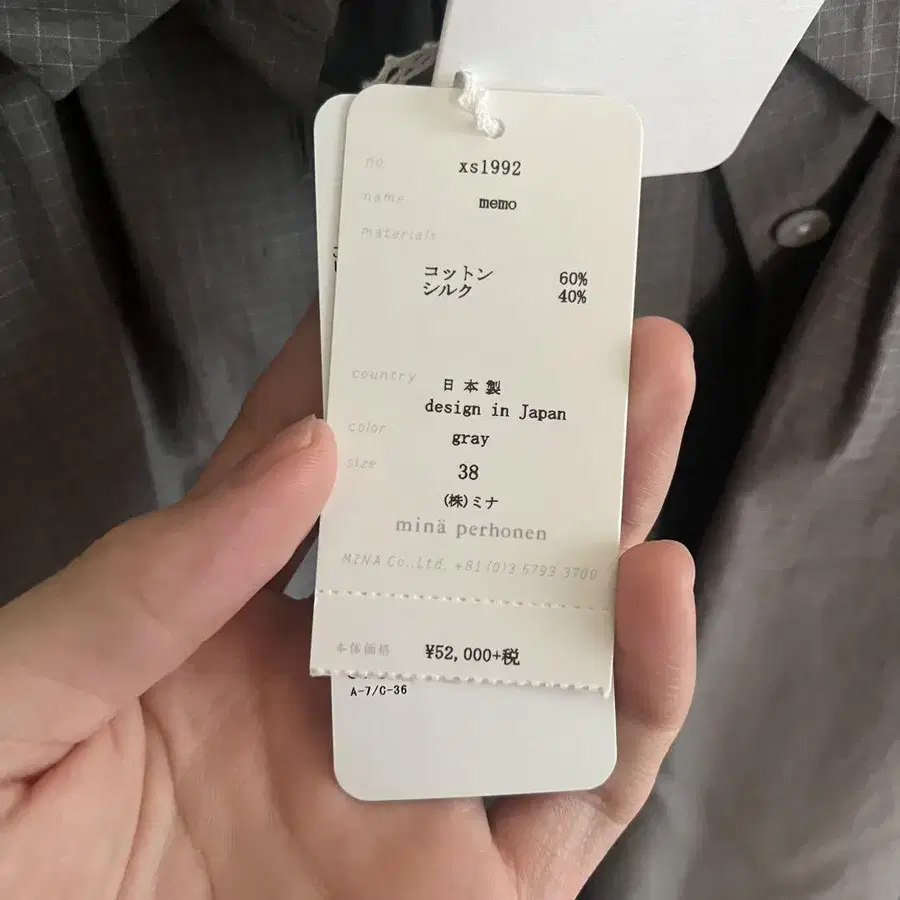 no. xs1992
name memo
materials
コットン 60%
シルク 40%
country 日本製
design in Japan
color gray
size 38
(株)ミナ
minä perhonen
MINA Co.,Ltd. +81(0)3 5793 3700
本体価格 ¥52,000+税
A-7/C-36